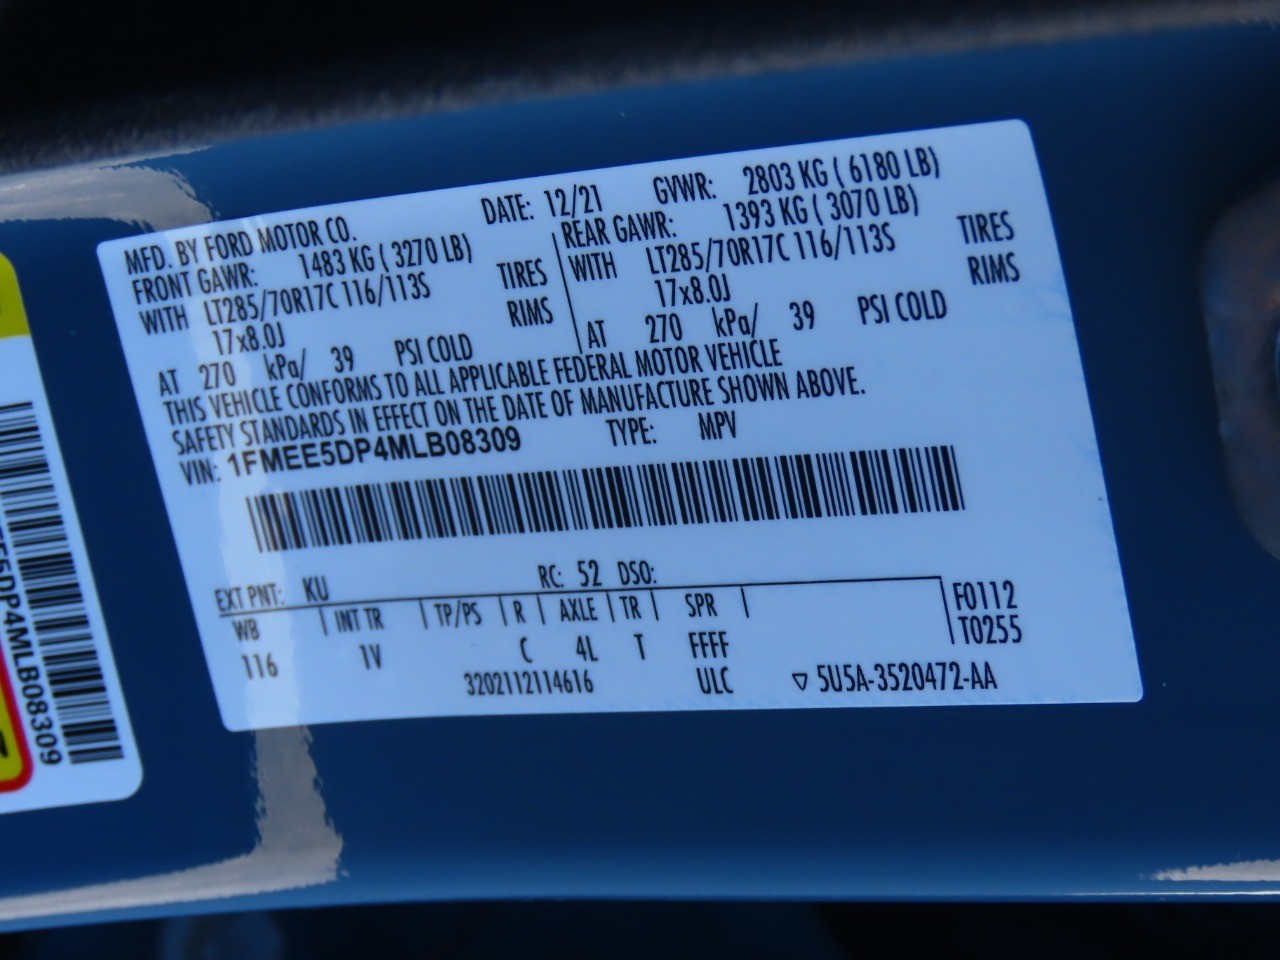 MFD. BY FORD MOTOR CO. DATE: 12/21 GVWR: 2803 KG ( 6180 LB)
FRONT GAWR: 1483 KG ( 3270 LB) REAR GAWR: 1393 KG ( 3070 LB)
WITH LT285/70R17C 116/113S TIRES WITH LT285/70R17C 116/113S TIRES
17x8.0J RIMS 17x8.0J RIMS
AT 270 kPa/ 39 PSI COLD AT 270 kPa/ 39 PSI COLD
THIS VEHICLE CONFORMS TO ALL APPLICABLE FEDERAL MOTOR VEHICLE
SAFETY STANDARDS IN EFFECT ON THE DATE OF MANUFACTURE SHOWN ABOVE.
VIN: 1FMEE5DP4MLB08309 TYPE: MPV
EXT PNT: KU RC: 52 DSO:
WB INT TR TP/PS R AXLE TR SPR F0112
T0255
116 1V C 4L T FFFF
3202112114616 ULC ▽ 5U5A-3520472-AA
5DP4MLB08309